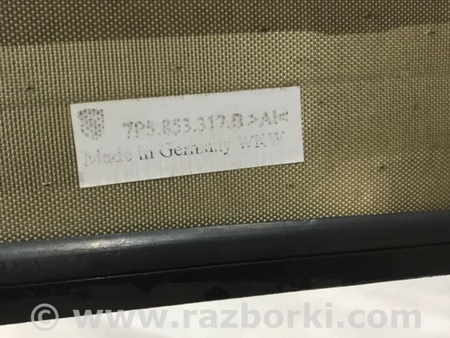 7P5.853.317.B >AL<
Made in Germany WKW
© www.razborki.com